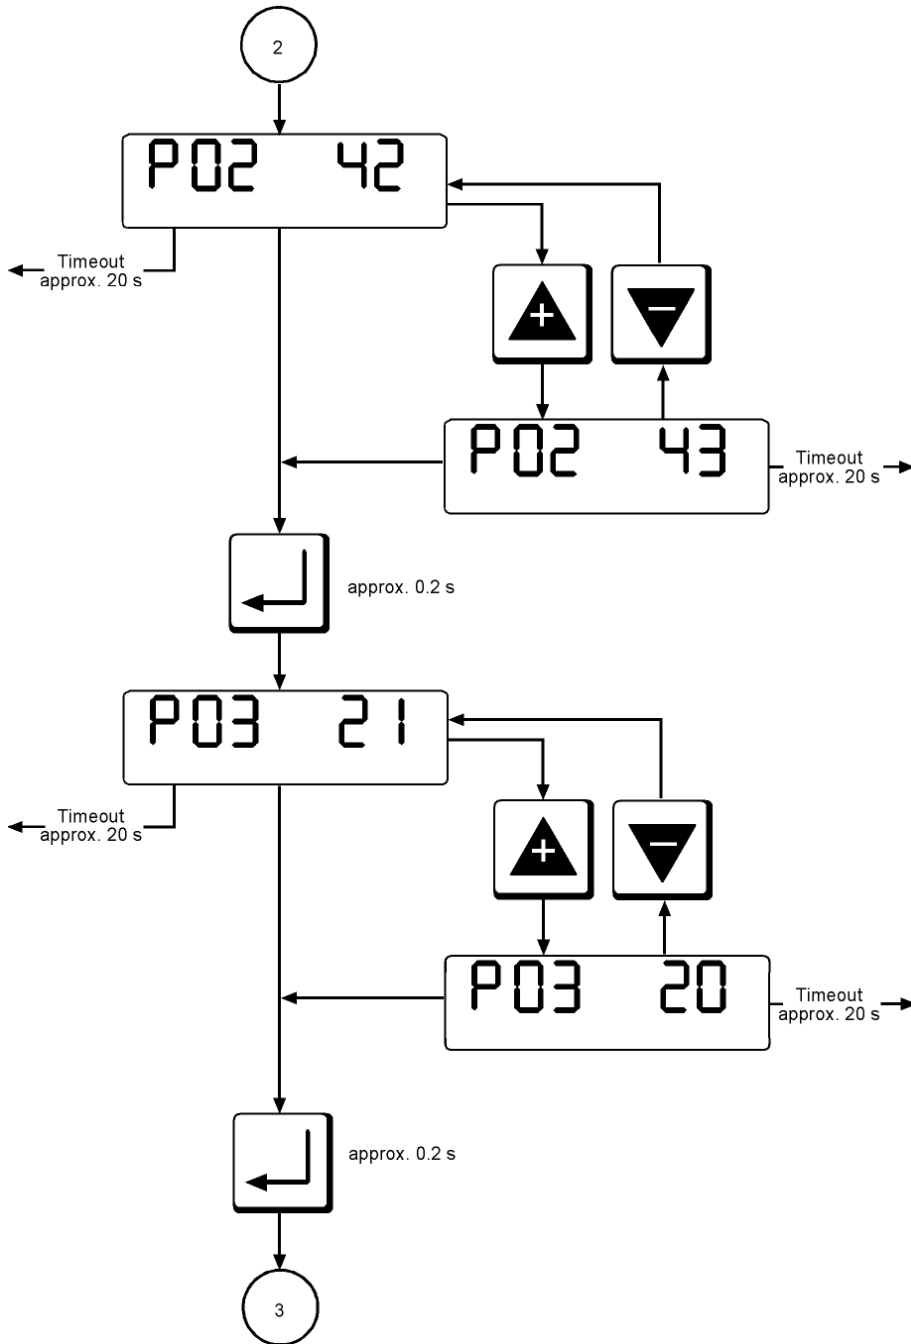 2
P02 42
Timeout
approx. 20 s
+
−
P02 43
Timeout
approx. 20 s
approx. 0.2 s
P03 21
Timeout
approx. 20 s
+
−
P03 20
Timeout
approx. 20 s
approx. 0.2 s
3